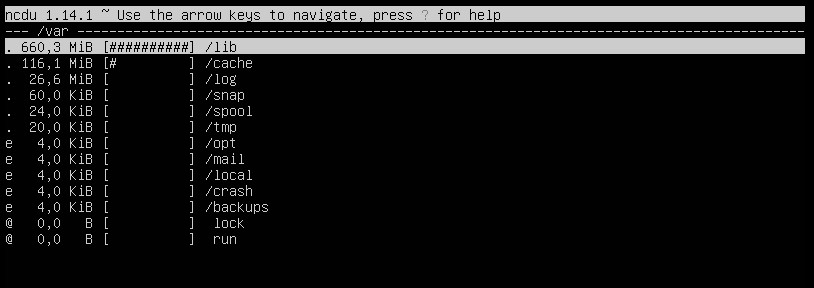 ncdu 1.14.1 ~ Use the arrow keys to navigate, press ? for help
--- /var ---------------------------------------------------------------------------------------------
. 660,3 MiB [##########] /lib
. 116,1 MiB [#         ] /cache
.  26,6 MiB [          ] /log
.  60,0 KiB [          ] /snap
.  24,0 KiB [          ] /spool
.  20,0 KiB [          ] /tmp
e   4,0 KiB [          ] /opt
e   4,0 KiB [          ] /mail
e   4,0 KiB [          ] /local
e   4,0 KiB [          ] /crash
e   4,0 KiB [          ] /backups
@   0,0   B [          ]  lock
@   0,0   B [          ]  run